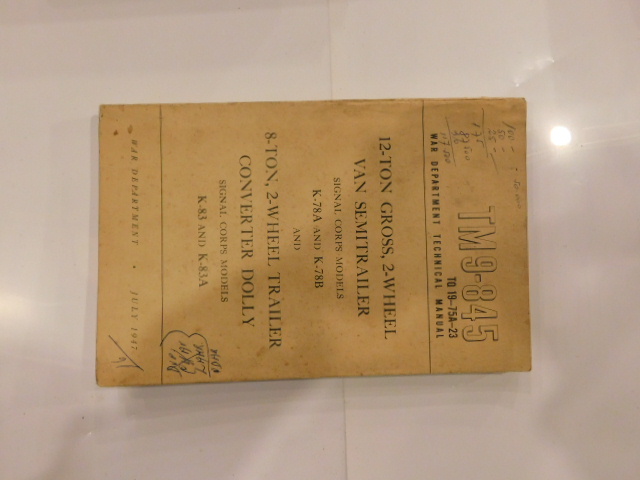 TM 9-845
TO 19-75A-23
WAR DEPARTMENT TECHNICAL MANUAL
12-TON GROSS, 2-WHEEL
VAN SEMITRAILER
SIGNAL CORPS MODELS
K-78A AND K-78B
AND
8-TON, 2-WHEEL TRAILER
CONVERTER DOLLY
SIGNAL CORPS MODELS
K-83 AND K-83A
WAR DEPARTMENT • JULY 1947